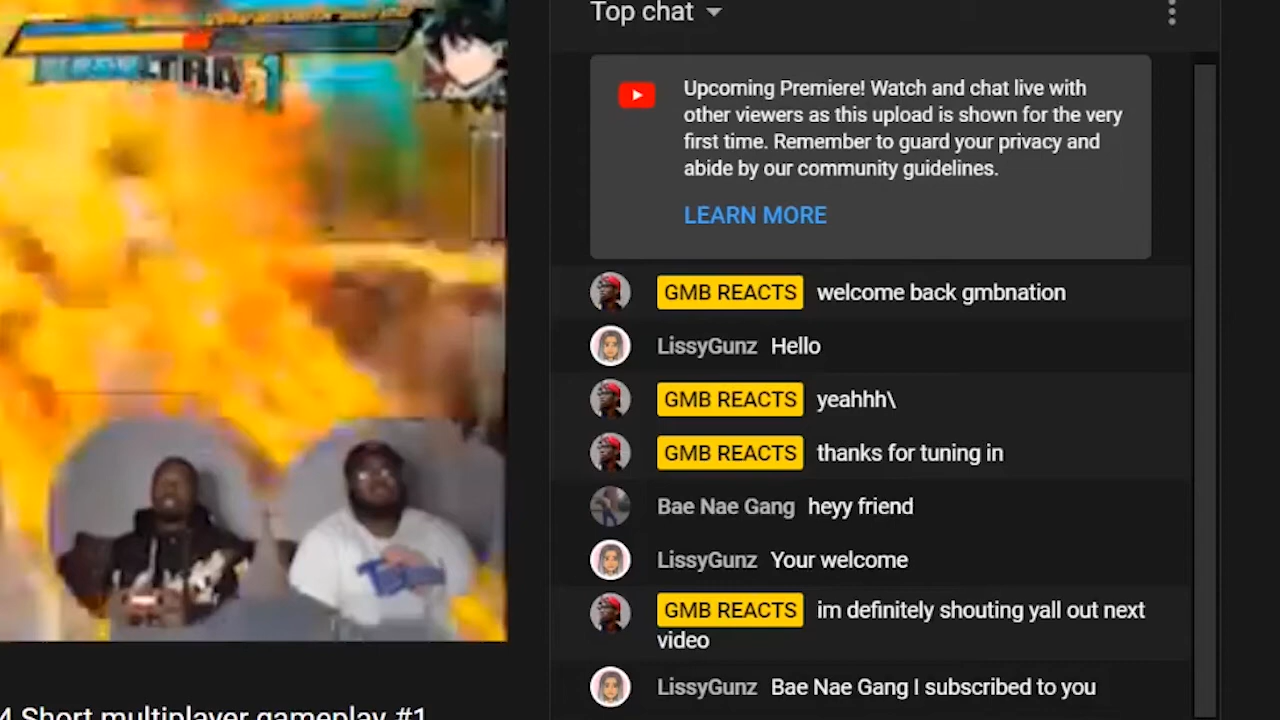 Top chat
Upcoming Premiere! Watch and chat live with
other viewers as this upload is shown for the very
first time. Remember to guard your privacy and
abide by our community guidelines.
LEARN MORE
GMB REACTS welcome back gmbnation
LissyGunz Hello
GMB REACTS yeahhh\
GMB REACTS thanks for tuning in
Bae Nae Gang heyy friend
LissyGunz Your welcome
GMB REACTS im definitely shouting yall out next
video
LissyGunz Bae Nae Gang I subscribed to you
4 Short multiplayer gameplay #1